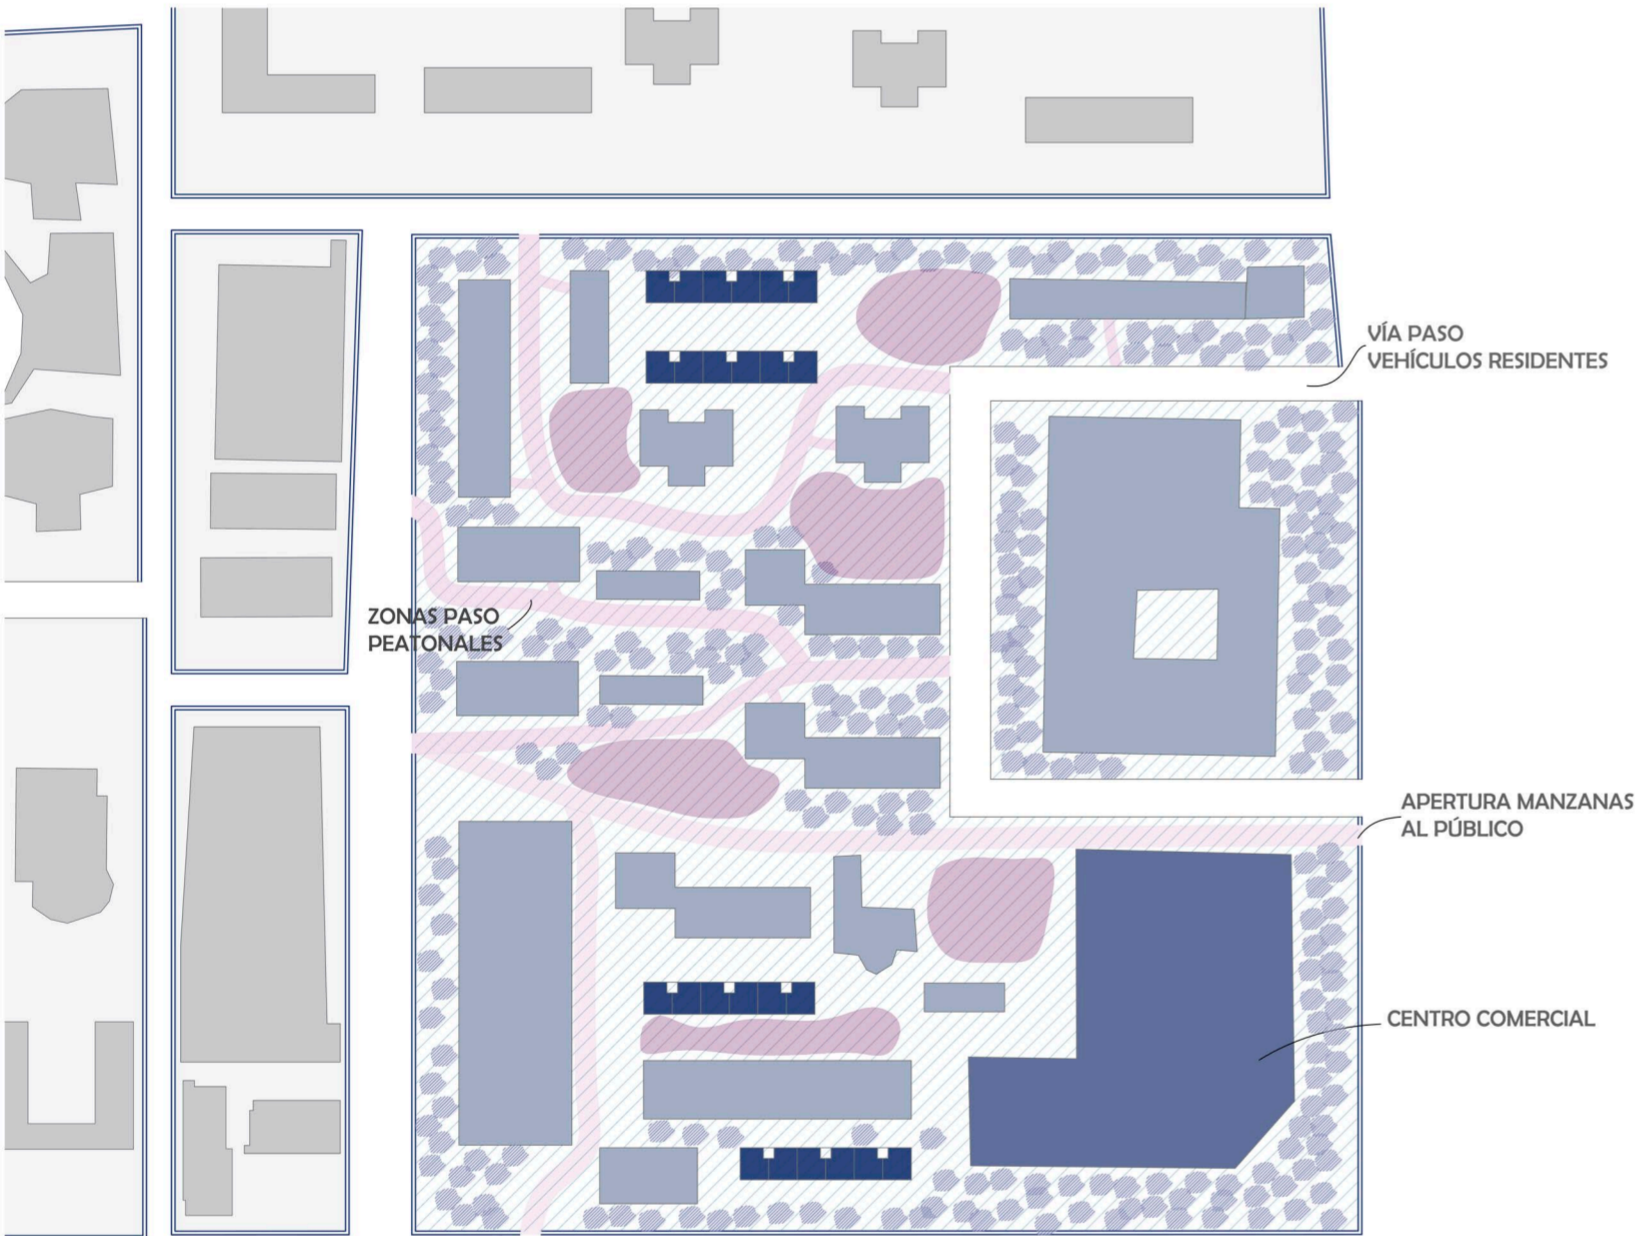 VÍA PASO
VEHÍCULOS RESIDENTES
ZONAS PASO
PEATONALES
APERTURA MANZANAS
AL PÚBLICO
CENTRO COMERCIAL